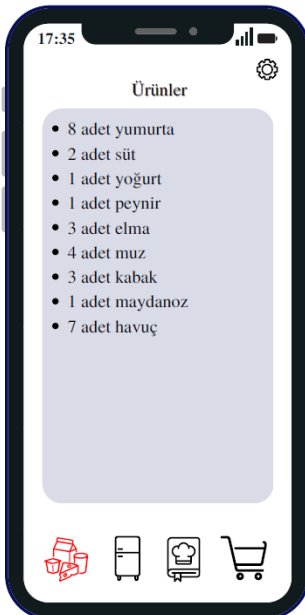 17:35
Ürünler
• 8 adet yumurta
• 2 adet süt
• 1 adet yoğurt
• 1 adet peynir
• 3 adet elma
• 4 adet muz
• 3 adet kabak
• 1 adet maydanoz
• 7 adet havuç